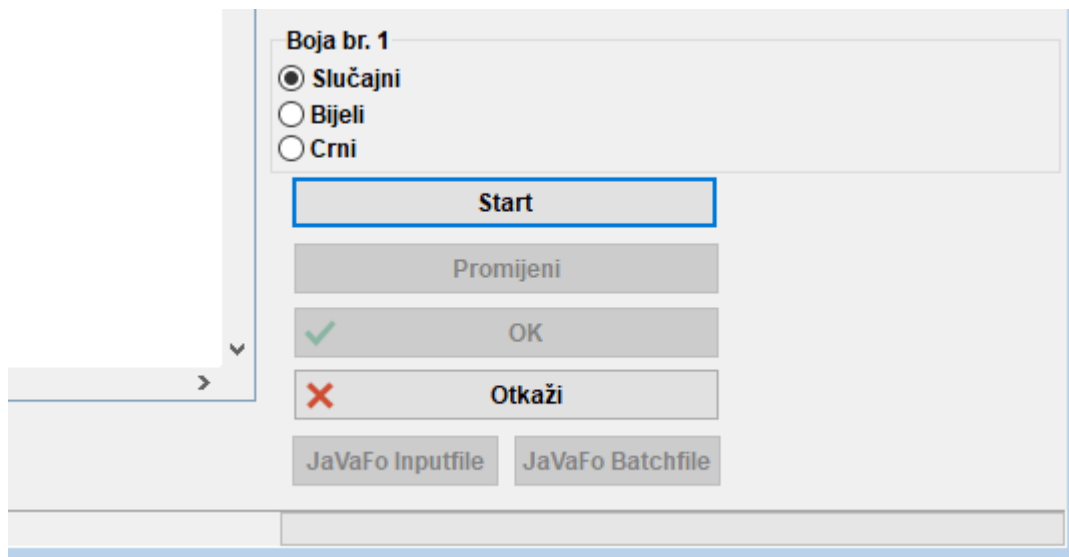 Boja br. 1
Slučajni
Bijeli
Crni
Start
Promijeni
OK
Otkaži
JaVaFo Inputfile JaVaFo Batchfile